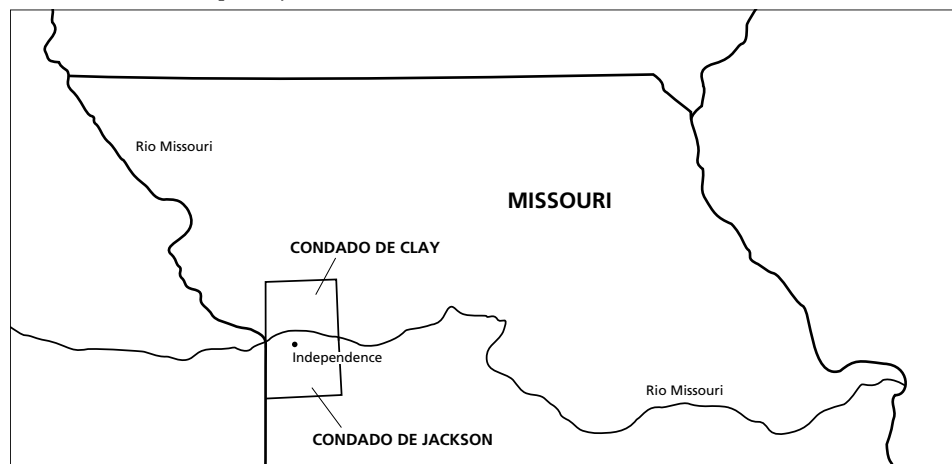 Rio Missouri
MISSOURI
CONDADO DE CLAY
Independence
Rio Missouri
CONDADO DE JACKSON